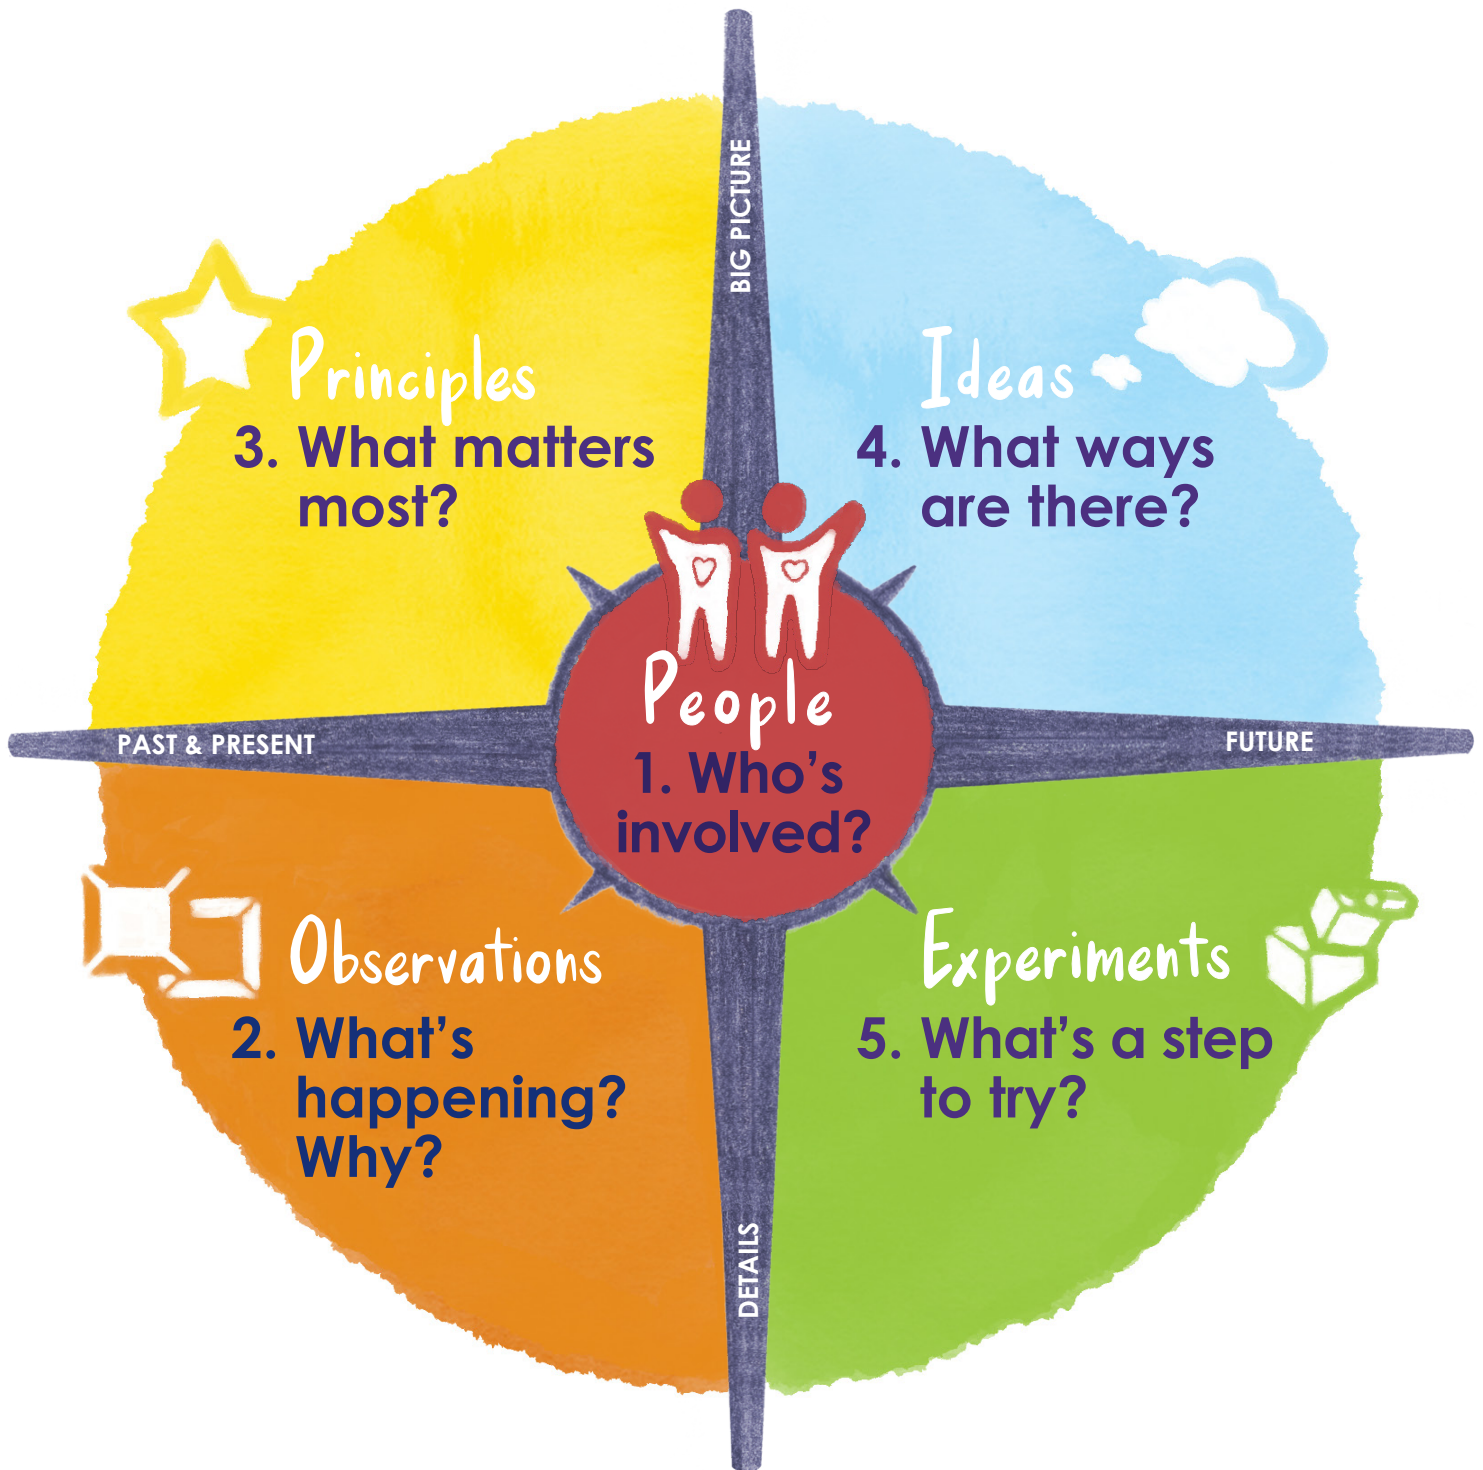 BIG PICTURE
Principles
3. What matters
most?
Ideas
4. What ways
are there?
People
1. Who's
involved?
PAST & PRESENT
FUTURE
Observations
2. What's
happening?
Why?
Experiments
5. What's a step
to try?
DETAILS